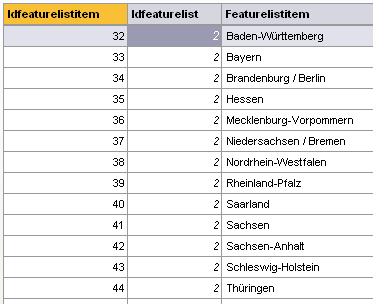 Idfeaturelistitem Idfeaturelist Featurelistitem
32 2 Baden-Württemberg
33 2 Bayern
34 2 Brandenburg / Berlin
35 2 Hessen
36 2 Mecklenburg-Vorpommern
37 2 Niedersachsen / Bremen
38 2 Nordrhein-Westfalen
39 2 Rheinland-Pfalz
40 2 Saarland
41 2 Sachsen
42 2 Sachsen-Anhalt
43 2 Schleswig-Holstein
44 2 Thüringen